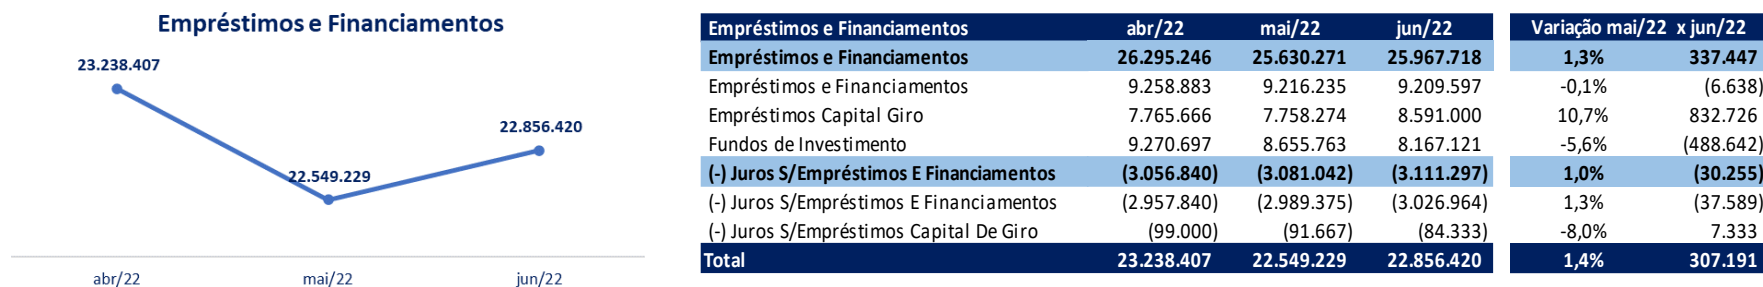 Empréstimos e Financiamentos
23.238.407
22.549.229
22.856.420
abr/22 mai/22 jun/22
Empréstimos e Financiamentos abr/22 mai/22 jun/22 Variação mai/22 x jun/22
Empréstimos e Financiamentos 26.295.246 25.630.271 25.967.718 1,3% 337.447
Empréstimos e Financiamentos 9.258.883 9.216.235 9.209.597 -0,1% (6.638)
Empréstimos Capital Giro 7.765.666 7.758.274 8.591.000 10,7% 832.726
Fundos de Investimento 9.270.697 8.655.763 8.167.121 -5,6% (488.642)
(-) Juros S/Empréstimos E Financiamentos (3.056.840) (3.081.042) (3.111.297) 1,0% (30.255)
(-) Juros S/Empréstimos E Financiamentos (2.957.840) (2.989.375) (3.026.964) 1,3% (37.589)
(-) Juros S/Empréstimos Capital De Giro (99.000) (91.667) (84.333) -8,0% 7.333
Total 23.238.407 22.549.229 22.856.420 1,4% 307.191